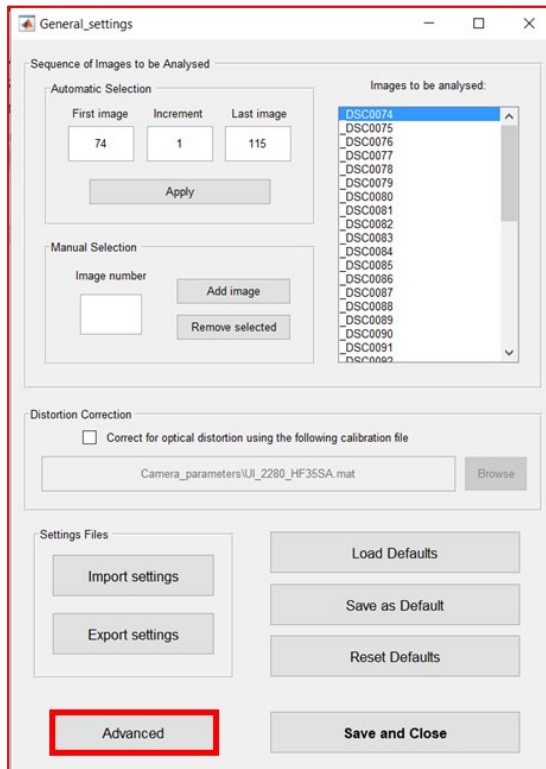 General_settings
Sequence of Images to be Analysed
Automatic Selection
First image Increment Last image
74 1 115
Apply
Manual Selection
Image number
Add image
Remove selected
Images to be analysed:
_DSC0074
_DSC0075
_DSC0076
_DSC0077
_DSC0078
_DSC0079
_DSC0080
_DSC0081
_DSC0082
_DSC0083
_DSC0084
_DSC0085
_DSC0086
_DSC0087
_DSC0088
_DSC0089
_DSC0090
_DSC0091
_DSC0092
Distortion Correction
Correct for optical distortion using the following calibration file
Camera_parameters\UI_2280_HF35SA.mat Browse
Settings Files
Import settings
Export settings
Load Defaults
Save as Default
Reset Defaults
Advanced
Save and Close